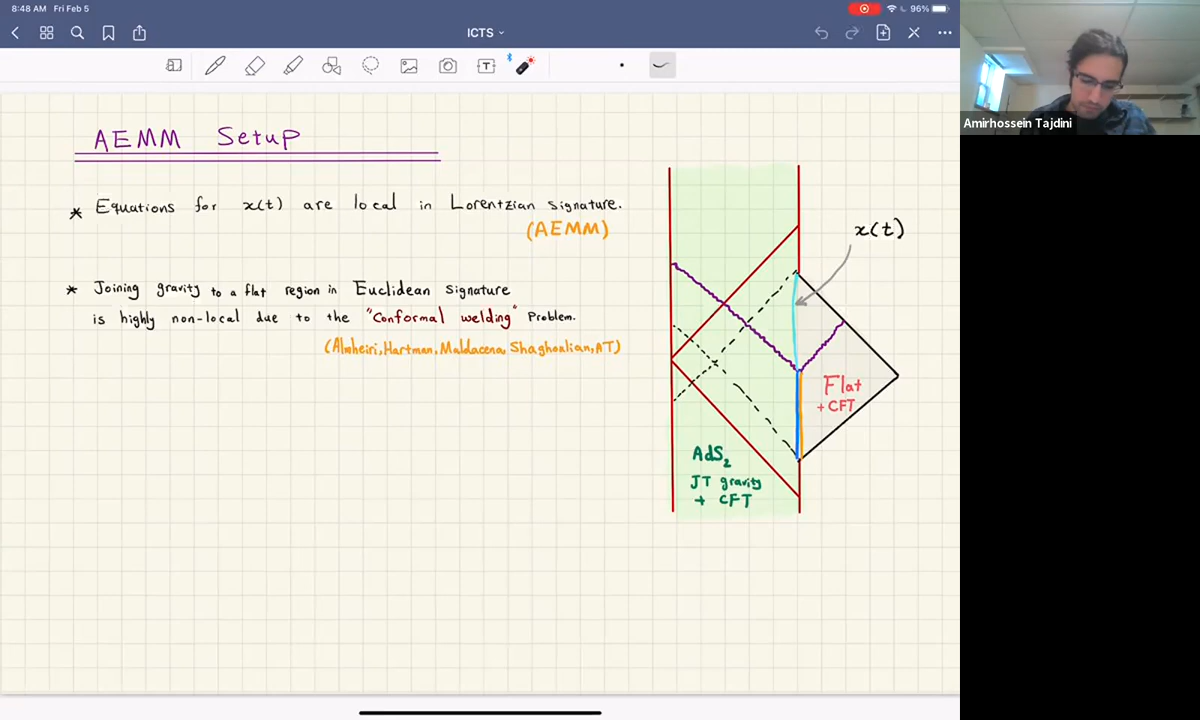 8:48 AM Fri Feb 5
96%
ICTS
T
Amirhossein Tajdini
AEMM Setup
* Equations for x(t) are local in Lorentzian signature.
(AEMM)
* Joining gravity to a flat region in Euclidean Signature
is highly non-local due to the "Conformal welding" Problem.
(Almheiri, Hartman, Maldacena, Shaghoulian, AT)
x(t)
Flat
+ CFT
AdS₂
JT gravity
+ CFT